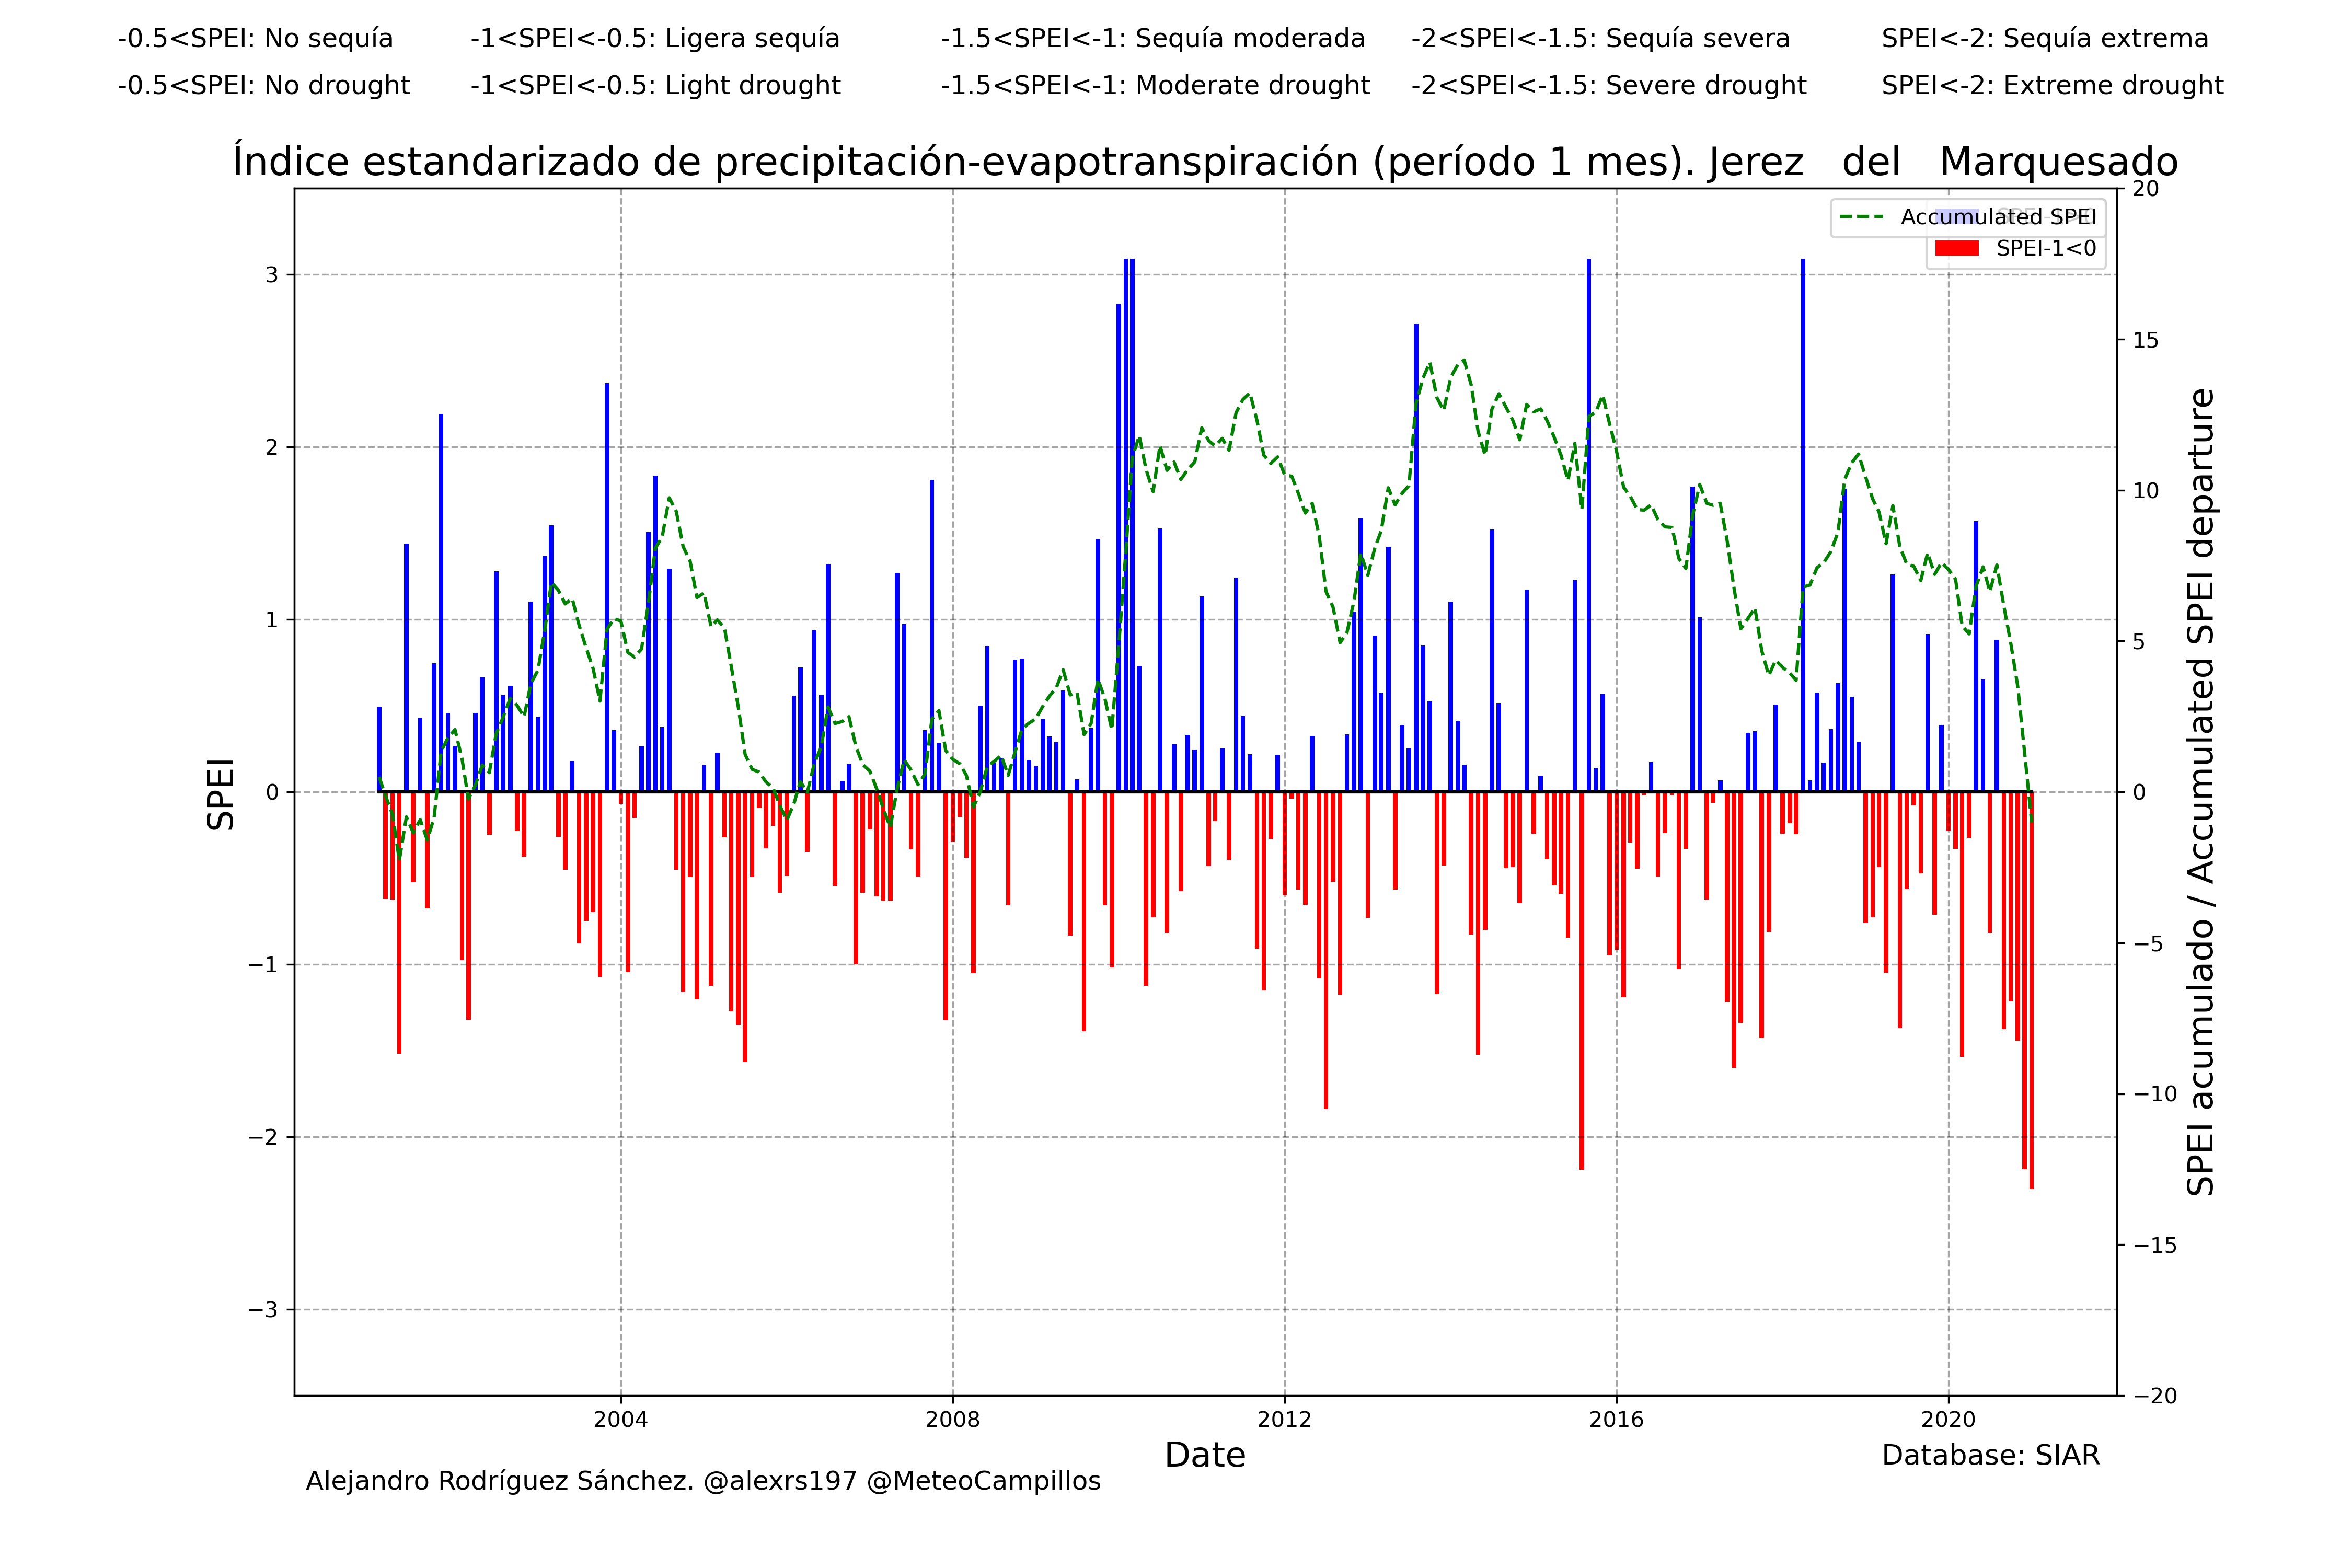 -0.5<SPEI: No sequía -1<SPEI<-0.5: Ligera sequía -1.5<SPEI<-1: Sequía moderada -2<SPEI<-1.5: Sequía severa SPEI<-2: Sequía extrema
-0.5<SPEI: No drought -1<SPEI<-0.5: Light drought -1.5<SPEI<-1: Moderate drought -2<SPEI<-1.5: Severe drought SPEI<-2: Extreme drought
Índice estandarizado de precipitación-evapotranspiración (período 1 mes). Jerez   del   Marquesado
Accumulated SPEI
SPEI-1<0
SPEI
3
2
1
0
−1
−2
−3
20
15
10
5
0
−5
−10
−15
−20
SPEI acumulado / Accumulated SPEI departure
2004 2008 2012 2016 2020
Date
Database: SIAR
Alejandro Rodríguez Sánchez. @alexrs197 @MeteoCampillos